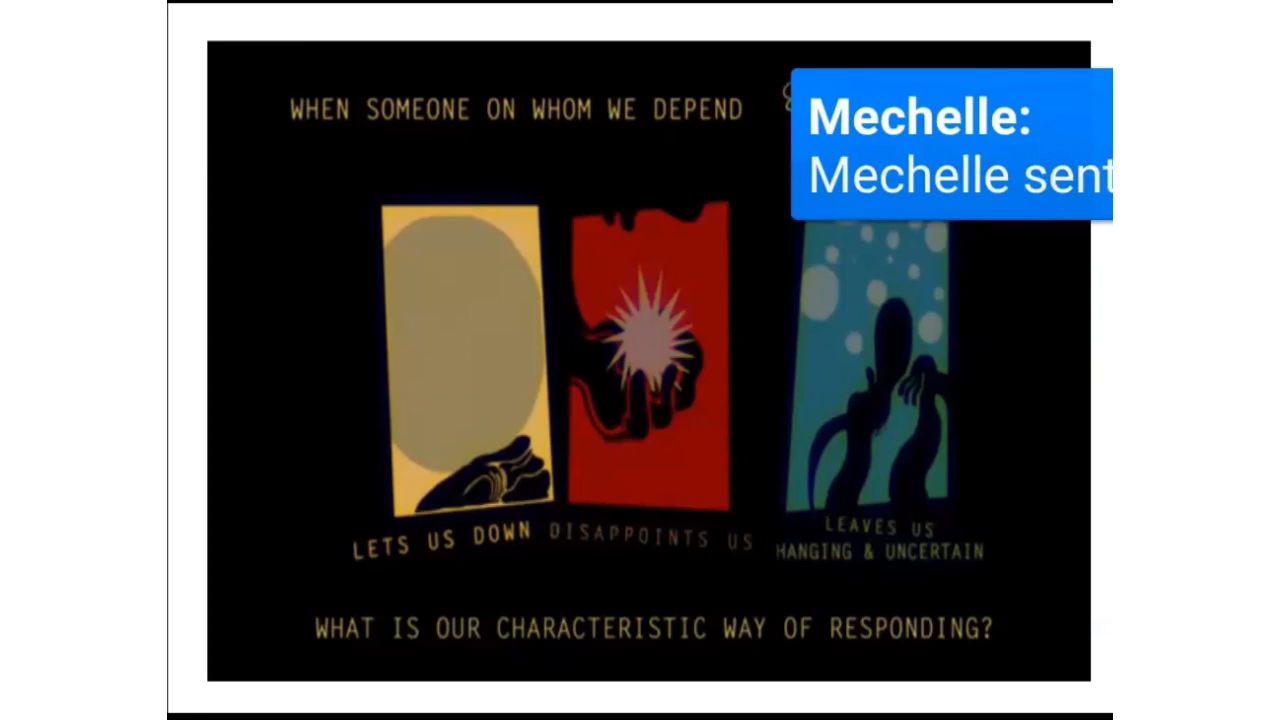 WHEN SOMEONE ON WHOM WE DEPEND
Mechelle:
Mechelle sent
LETS US DOWN
DISAPPOINTS US
LEAVES US
HANGING & UNCERTAIN
WHAT IS OUR CHARACTERISTIC WAY OF RESPONDING?